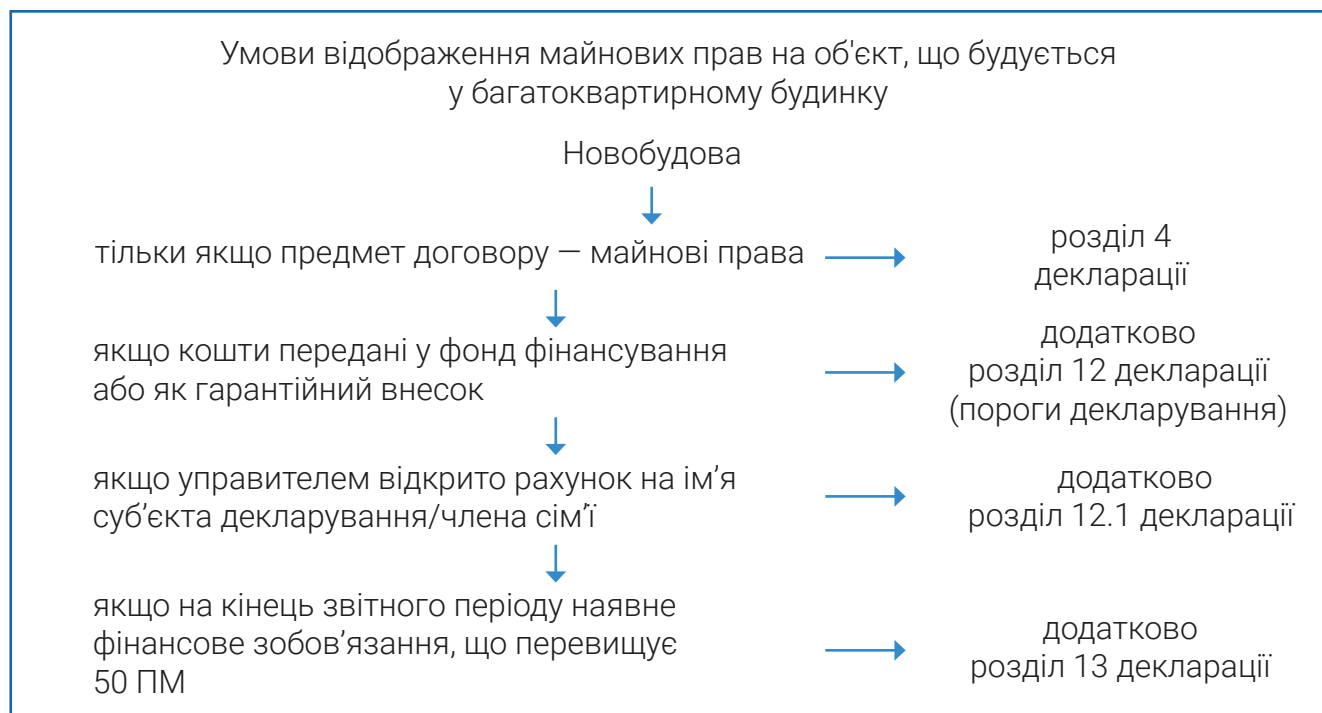 Умови відображення майнових прав на об'єкт, що будується
у багатоквартирному будинку
Новобудова
тільки якщо предмет договору — майнові права
розділ 4
декларації
якщо кошти передані у фонд фінансування
або як гарантійний внесок
додатково
розділ 12 декларації
(пороги декларування)
якщо управителем відкрито рахунок на ім’я
суб’єкта декларування/члена сім’ї
додатково
розділ 12.1 декларації
якщо на кінець звітного періоду наявне
фінансове зобов’язання, що перевищує
50 ПМ
додатково
розділ 13 декларації